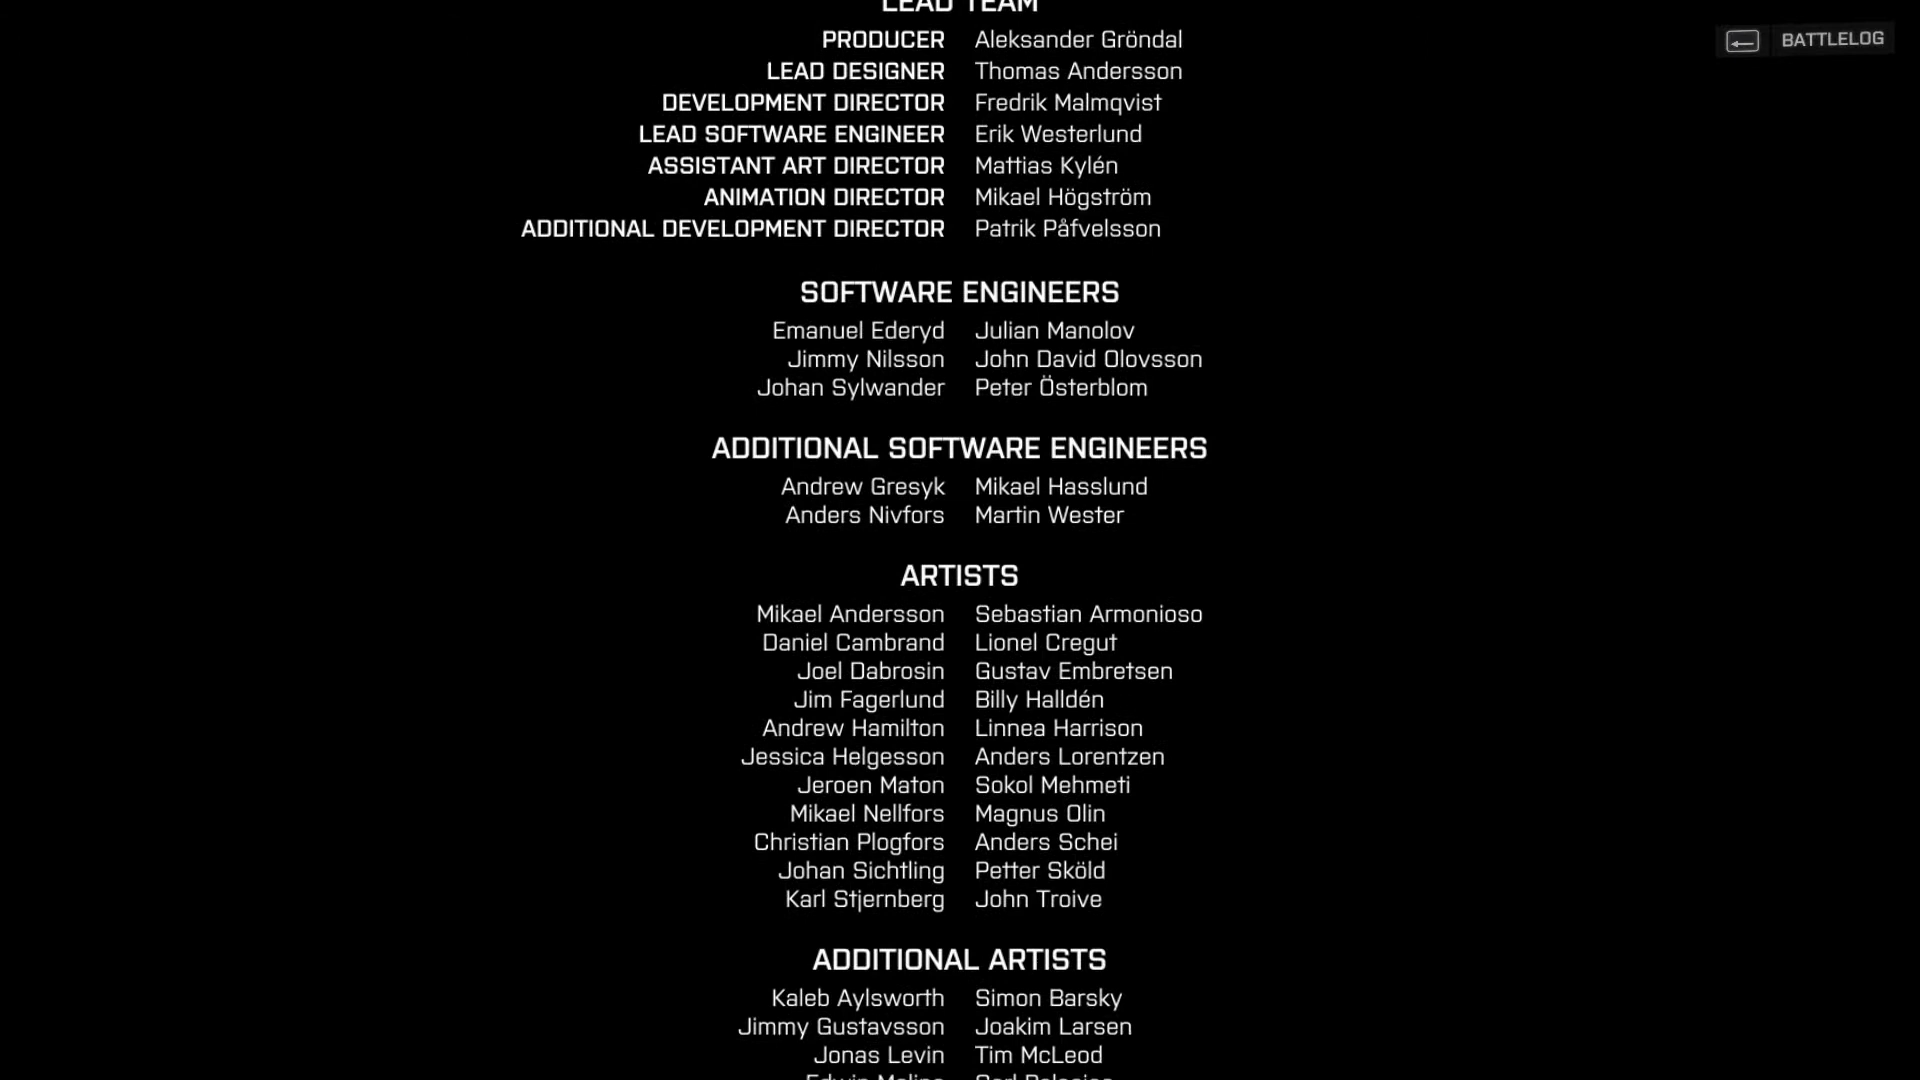 LEAD TEAM
BATTLELOG
PRODUCER Aleksander Gröndal
LEAD DESIGNER Thomas Andersson
DEVELOPMENT DIRECTOR Fredrik Malmqvist
LEAD SOFTWARE ENGINEER Erik Westerlund
ASSISTANT ART DIRECTOR Mattias Kylén
ANIMATION DIRECTOR Mikael Högström
ADDITIONAL DEVELOPMENT DIRECTOR Patrik Påfvelsson
SOFTWARE ENGINEERS
Emanuel Ederyd Julian Manolov
Jimmy Nilsson John David Olovsson
Johan Sylwander Peter Österblom
ADDITIONAL SOFTWARE ENGINEERS
Andrew Gresyk Mikael Hasslund
Anders Nivfors Martin Wester
ARTISTS
Mikael Andersson Sebastian Armonioso
Daniel Cambrand Lionel Cregut
Joel Dabrosin Gustav Embretsen
Jim Fagerlund Billy Halldén
Andrew Hamilton Linnea Harrison
Jessica Helgesson Anders Lorentzen
Jeroen Maton Sokol Mehmeti
Mikael Nellfors Magnus Olin
Christian Plogfors Anders Schei
Johan Sichtling Petter Sköld
Karl Stjernberg John Troive
ADDITIONAL ARTISTS
Kaleb Aylsworth Simon Barsky
Jimmy Gustavsson Joakim Larsen
Jonas Levin Tim McLeod